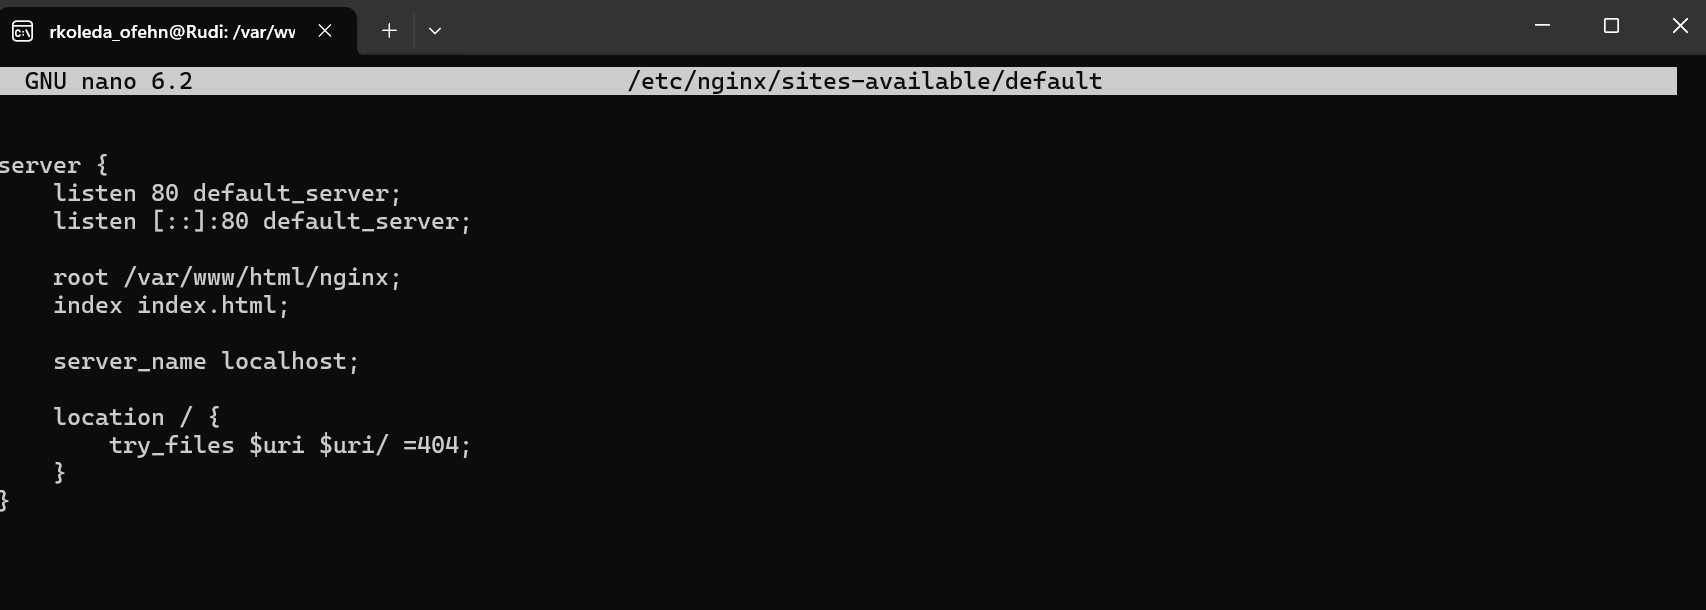 rkoleda_ofehn@Rudi: /var/wv
GNU nano 6.2 /etc/nginx/sites-available/default
server {
    listen 80 default_server;
    listen [::]:80 default_server;
    root /var/www/html/nginx;
    index index.html;
    server_name localhost;
    location / {
        try_files $uri $uri/ =404;
    }
}